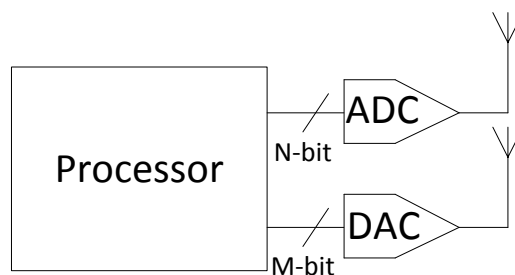 ADC
N-bit
Processor
DAC
M-bit